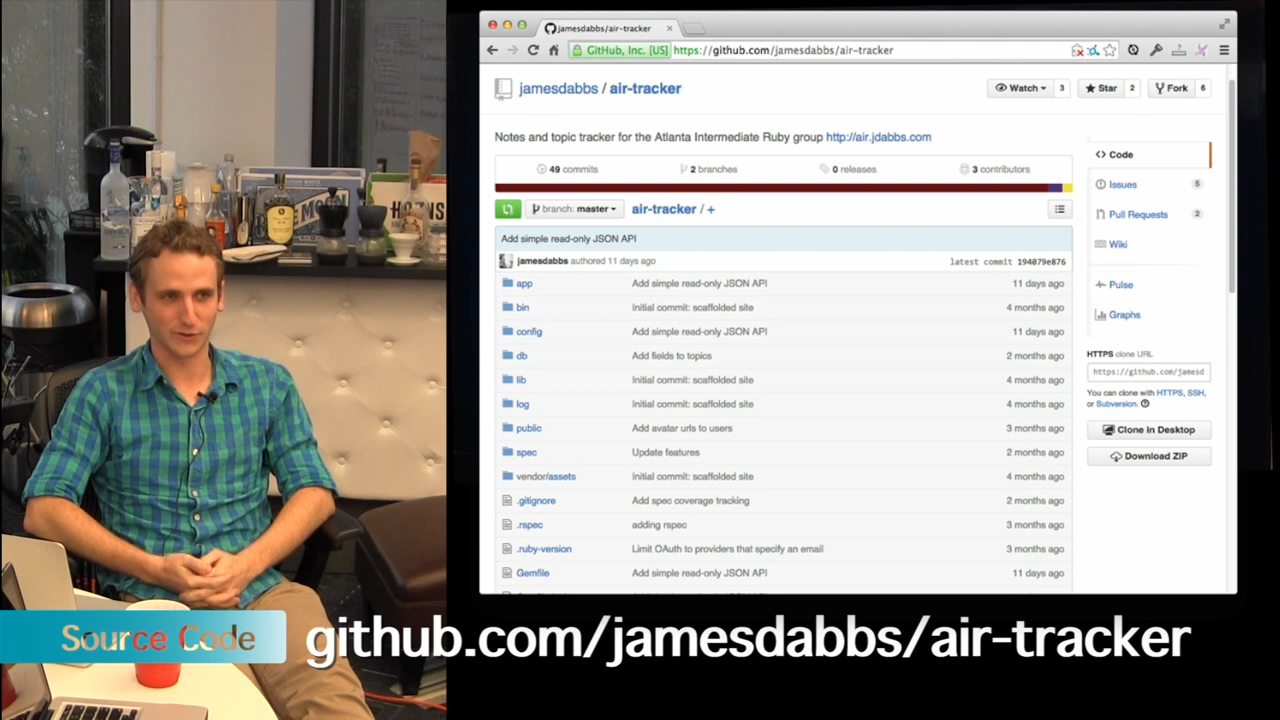 jamesdabbs/air-tracker
GitHub, Inc. [US] https://github.com/jamesdabbs/air-tracker
jamesdabbs / air-tracker
Watch 3
Star 2
Fork 6
Notes and topic tracker for the Atlanta Intermediate Ruby group http://air.jdabbs.com
49 commits
2 branches
0 releases
3 contributors
branch: master
air-tracker / +
Add simple read-only JSON API
jamesdabbs authored 11 days ago
latest commit 194079e876
app Add simple read-only JSON API 11 days ago
bin Initial commit: scaffolded site 4 months ago
config Add simple read-only JSON API 11 days ago
db Add fields to topics 2 months ago
lib Initial commit: scaffolded site 4 months ago
log Initial commit: scaffolded site 4 months ago
public Add avatar urls to users 3 months ago
spec Update features 2 months ago
vendor/assets Initial commit: scaffolded site 4 months ago
.gitignore Add spec coverage tracking 2 months ago
.rspec adding rspec 3 months ago
.ruby-version Limit OAuth to providers that specify an email 3 months ago
Gemfile Add simple read-only JSON API 11 days ago
Code
Issues 5
Pull Requests 2
Wiki
Pulse
Graphs
HTTPS clone URL
https://github.com/jamesd
You can clone with HTTPS, SSH,
or Subversion.
Clone in Desktop
Download ZIP
Source Code
github.com/jamesdabbs/air-tracker